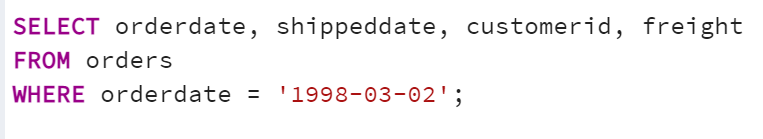 SELECT orderdate, shippeddate, customerid, freight
FROM orders
WHERE orderdate = '1998-03-02';